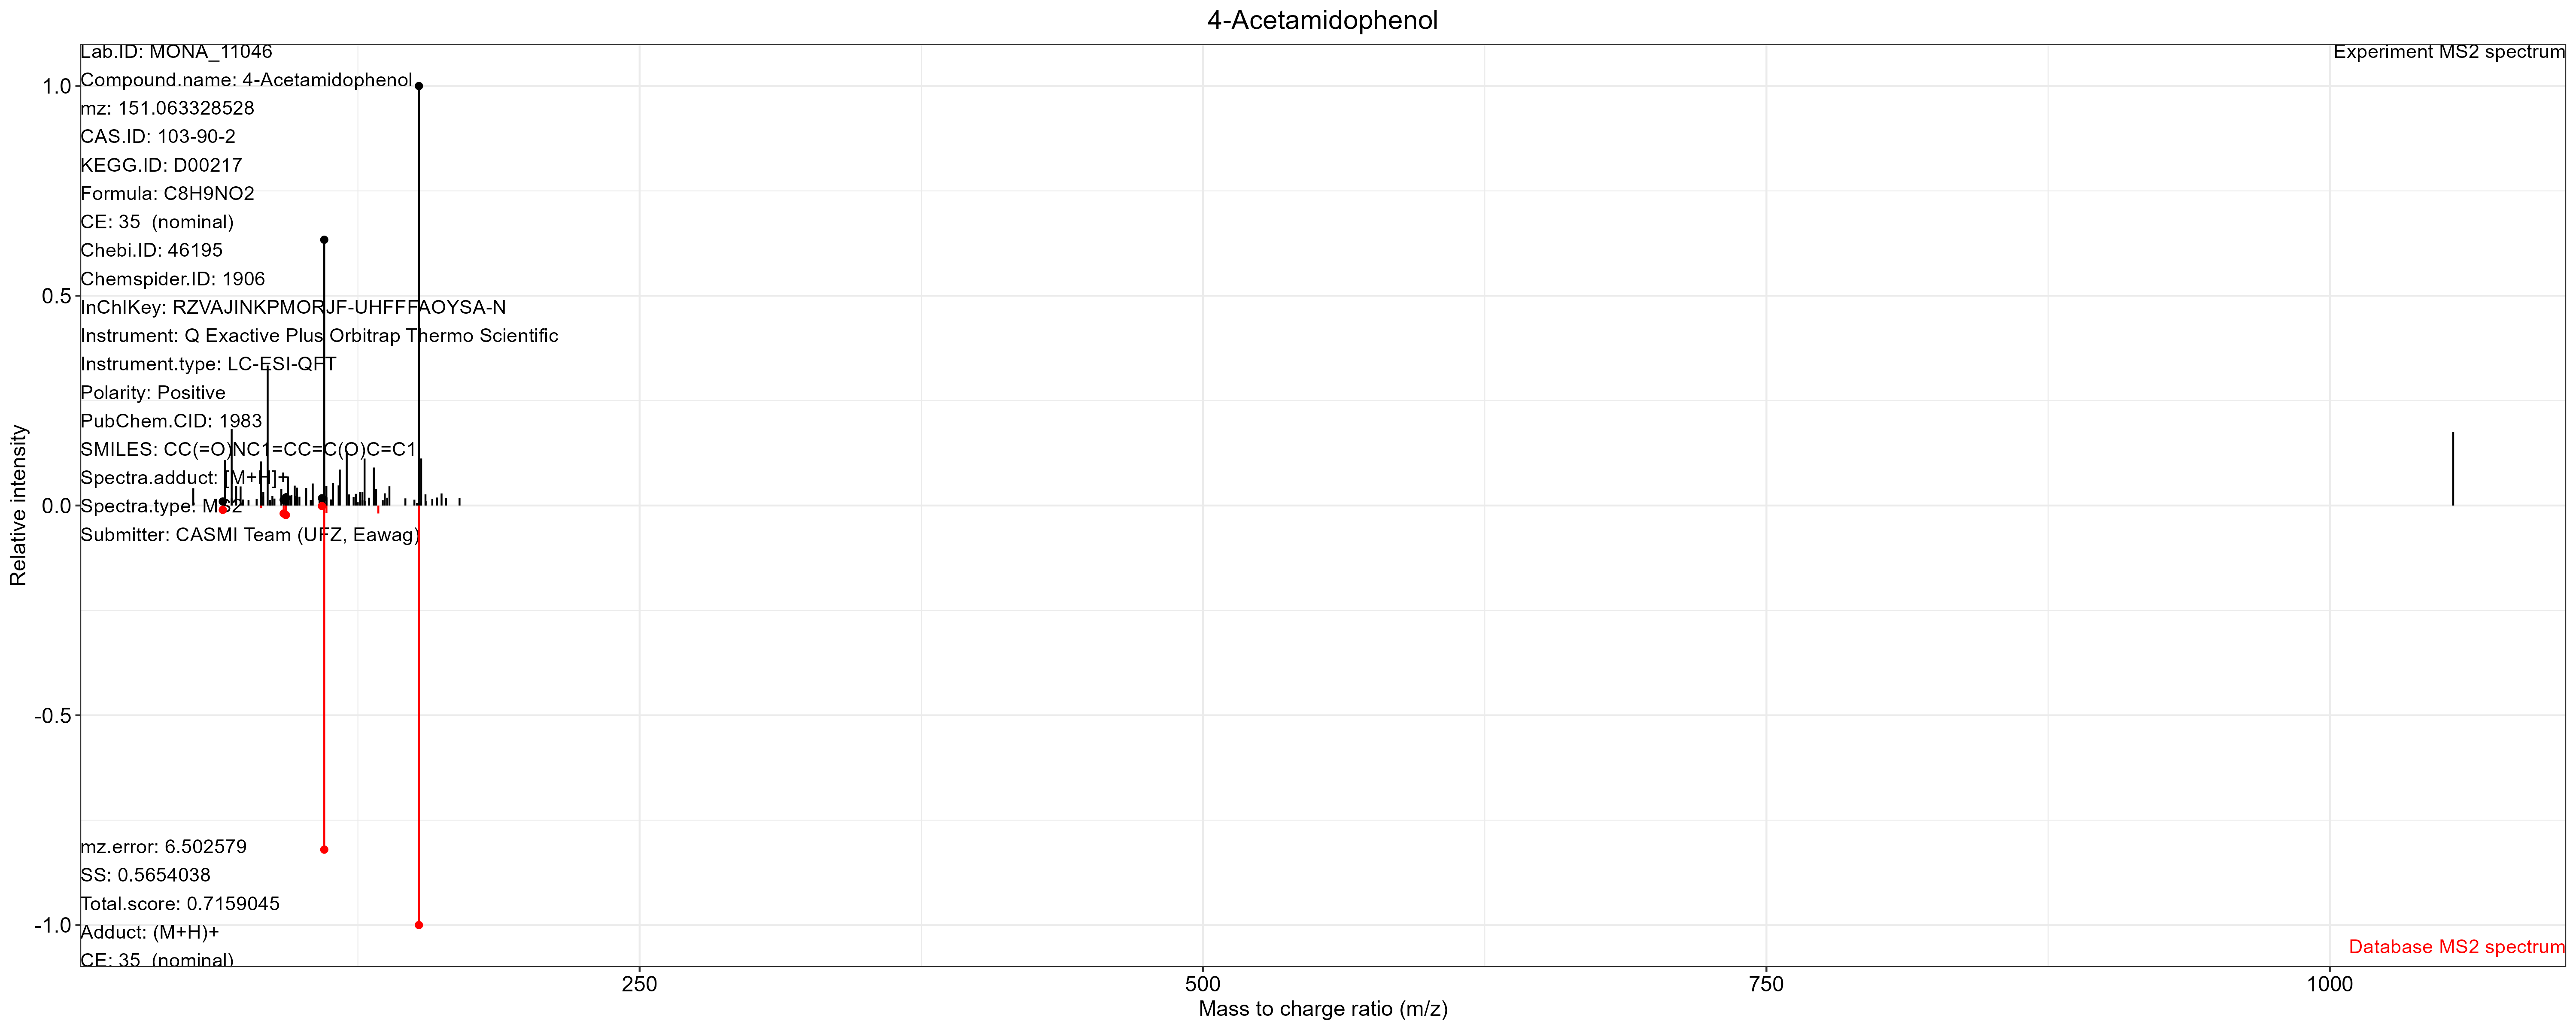 4-Acetamidophenol
Lab.ID: MONA_11046
Experiment MS2 spectrum
Compound.name: 4-Acetamidophenol
mz: 151.063328528
CAS.ID: 103-90-2
KEGG.ID: D00217
Formula: C8H9NO2
CE: 35  (nominal)
Chebi.ID: 46195
Chemspider.ID: 1906
InChIKey: RZVAJINKPMORJF-UHFFFAOYSA-N
Instrument: Q Exactive Plus Orbitrap Thermo Scientific
Instrument.type: LC-ESI-QFT
Polarity: Positive
PubChem.CID: 1983
SMILES: CC(=O)NC1=CC=C(O)C=C1
Spectra.adduct: [M+H]+
Spectra.type: MS2
Submitter: CASMI Team (UFZ, Eawag)
mz.error: 6.502579
SS: 0.5654038
Total.score: 0.7159045
Adduct: (M+H)+
CE: 35  (nominal)
Database MS2 spectrum
1.0
0.5
0.0
-0.5
-1.0
Relative intensity
250
500
750
1000
Mass to charge ratio (m/z)